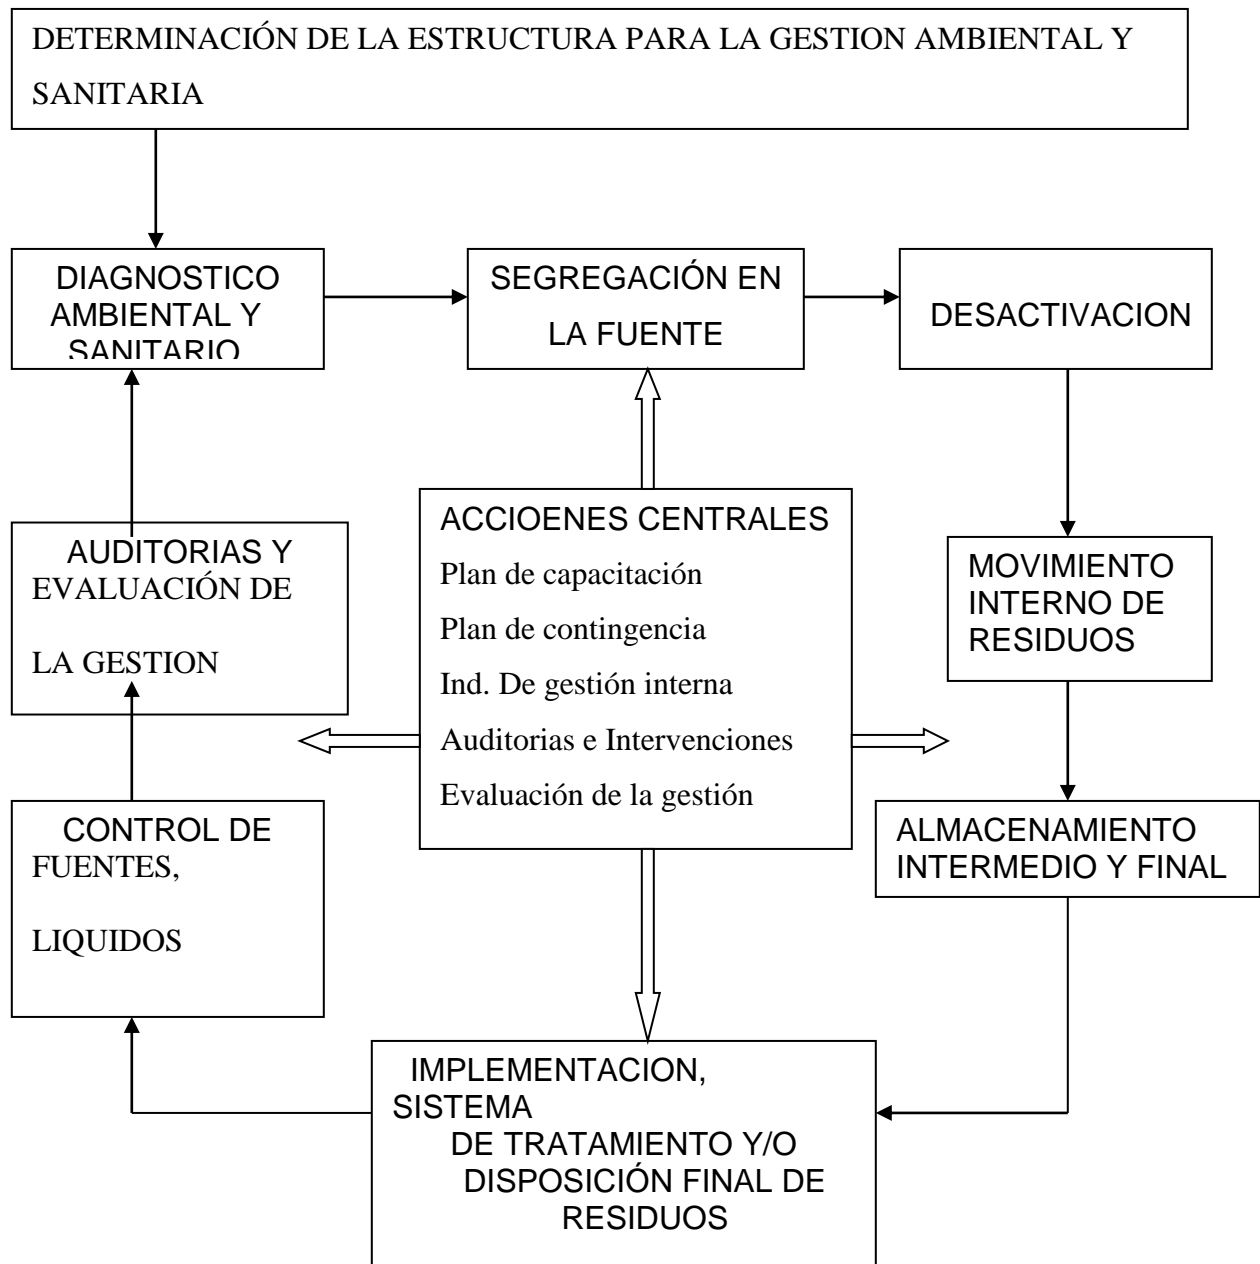 DETERMINACIÓN DE LA ESTRUCTURA PARA LA GESTION AMBIENTAL Y
SANITARIA
DIAGNOSTICO
AMBIENTAL Y
SANITARIO
SEGREGACIÓN EN
LA FUENTE
DESACTIVACION
AUDITORIAS Y
EVALUACIÓN DE
LA GESTION
ACCIOENES CENTRALES
Plan de capacitación
Plan de contingencia
Ind. De gestión interna
Auditorias e Intervenciones
Evaluación de la gestión
MOVIMIENTO
INTERNO DE
RESIDUOS
CONTROL DE
FUENTES,
LIQUIDOS
ALMACENAMIENTO
INTERMEDIO Y FINAL
IMPLEMENTACION,
SISTEMA
DE TRATAMIENTO Y/O
DISPOSICIÓN FINAL DE
RESIDUOS